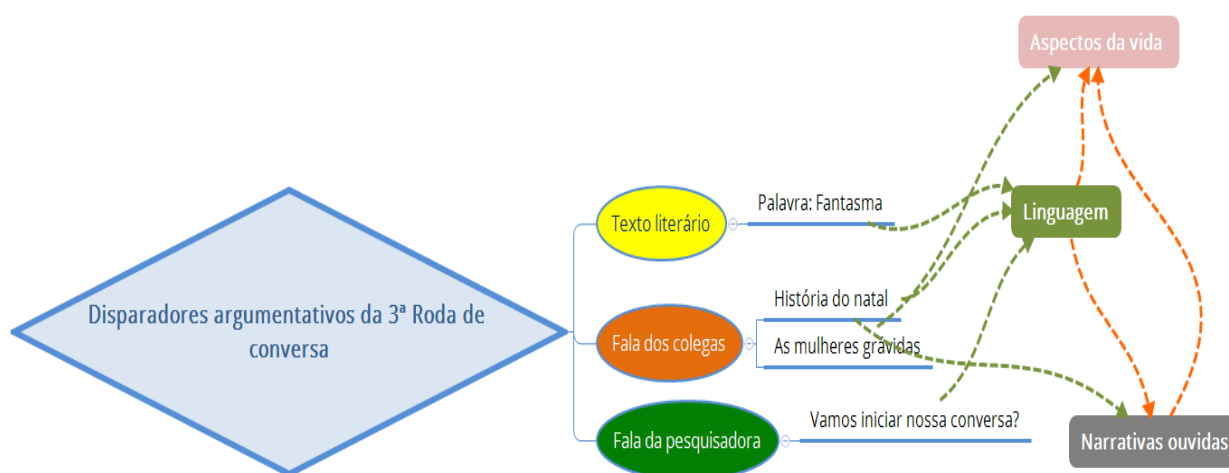 Aspectos da vida
Palavra: Fantasma
Texto literário
Linguagem
História do natal
Disparadores argumentativos da 3ª Roda de
conversa
Fala dos colegas
As mulheres grávidas
Vamos iniciar nossa conversa?
Fala da pesquisadora
Narrativas ouvidas